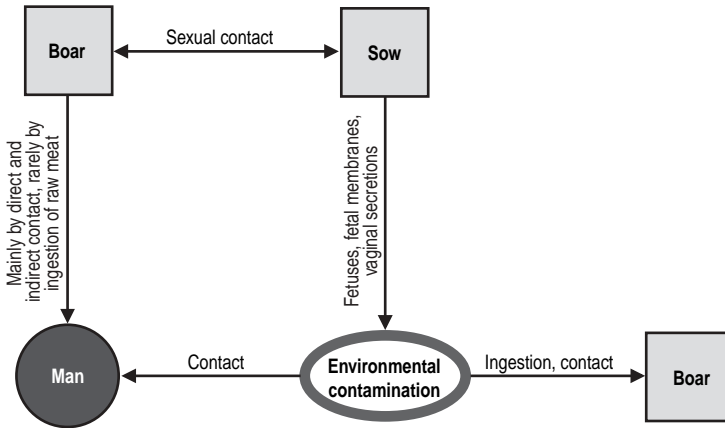 Boar
Sexual contact
Sow
Mainly by direct and
indirect contact, rarely by
ingestion of raw meat
Fetuses, fetal membranes,
vaginal secretions
Man
Contact
Environmental
contamination
Ingestion, contact
Boar